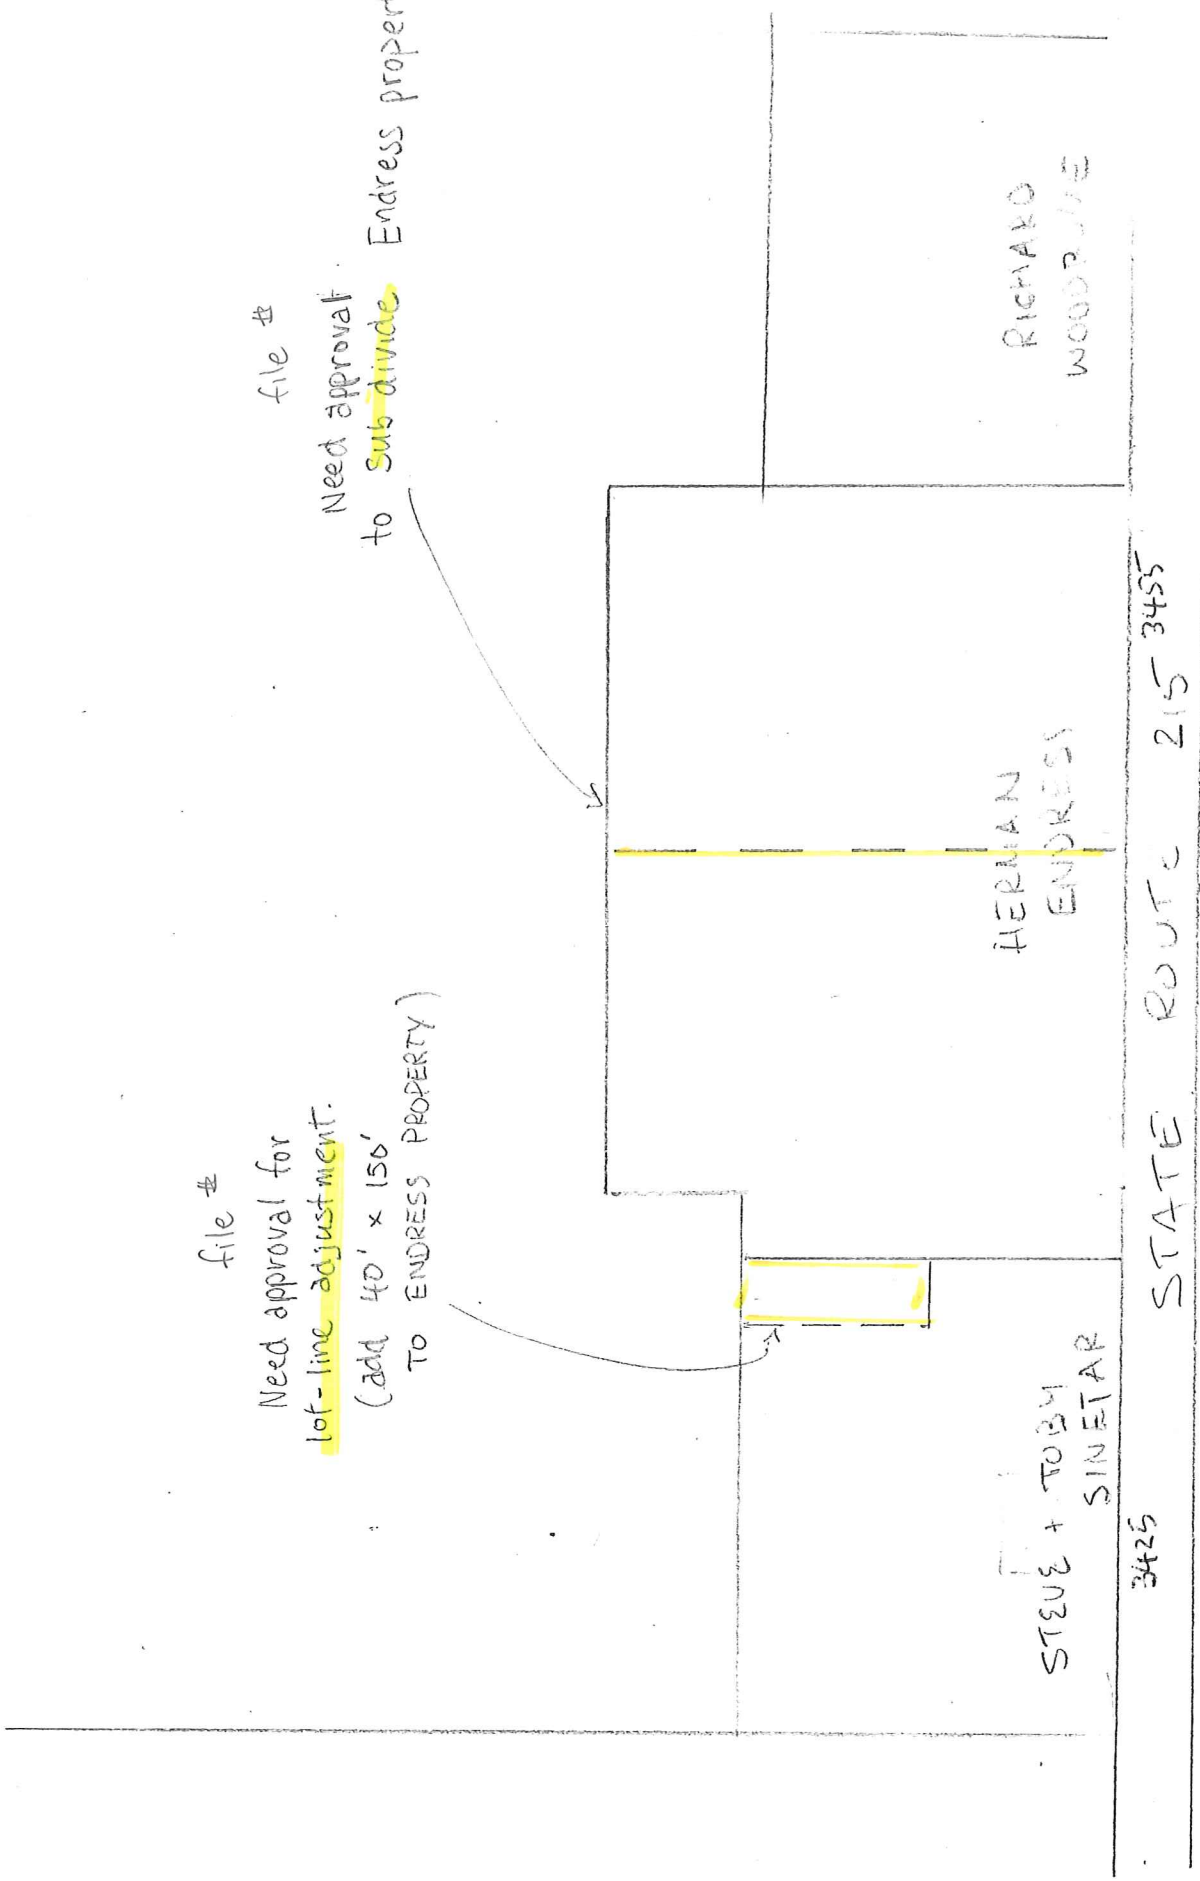 file #
Need approval for
lot-line adjustment.
(add 40' x 150'
TO ENDRESS PROPERTY)
file #
Need approval
to sub divide Endress propert
STEVE + TOBY
SINETAR
HERMAN
ENDRESS
RICHARD
3425
STATE ROUTE 215
3455